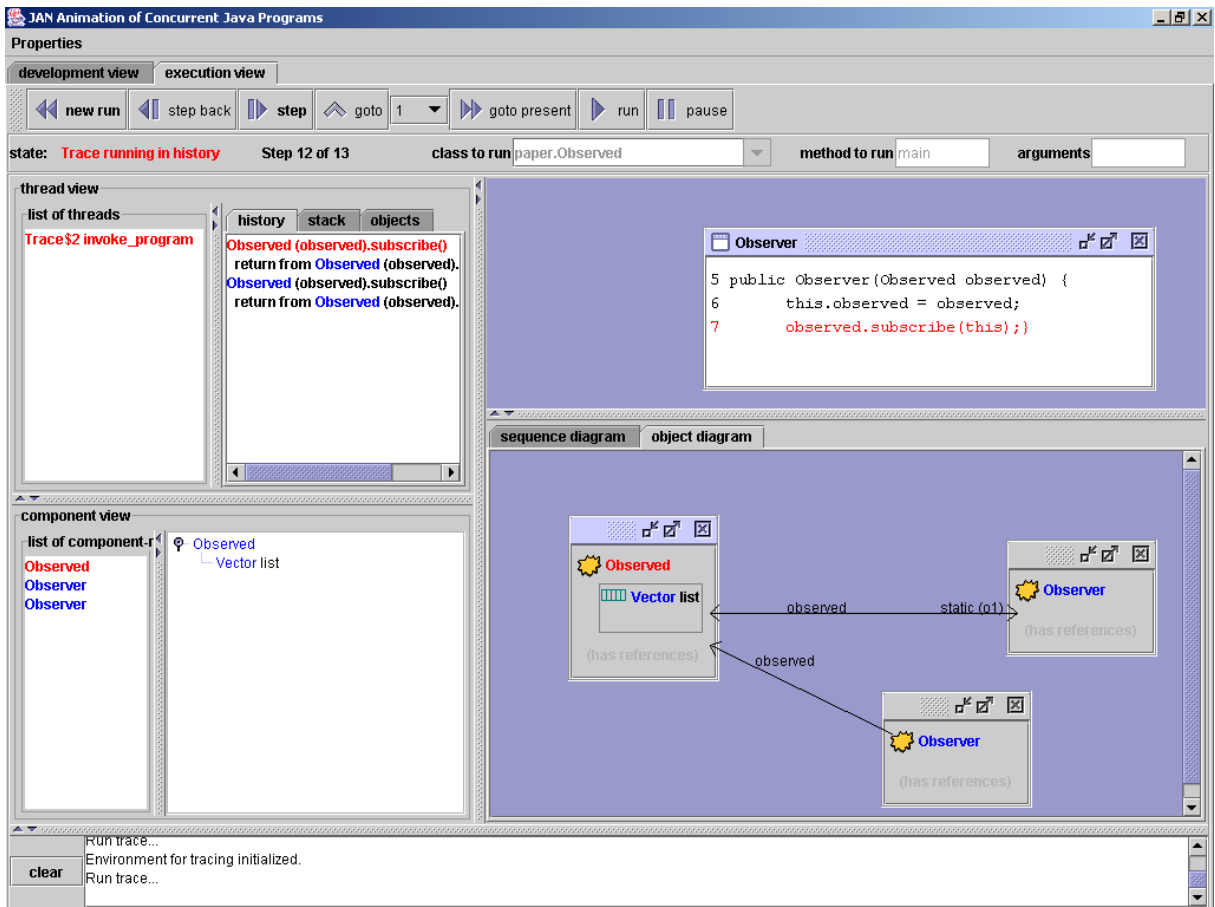 JAN Animation of Concurrent Java Programs
Properties
development view execution view
new run step back step goto 1 goto present run pause
state: Trace running in history Step 12 of 13 class to run paper.Observed method to run main arguments
thread view
list of threads
Trace$2 invoke_program
history stack objects
Observed (observed).subscribe()
return from Observed (observed).
Observed (observed).subscribe()
return from Observed (observed).
Observer
5 public Observer(Observed observed) {
6 this.observed = observed;
7 observed.subscribe(this);}
component view
list of component-r
Observed
Observer
Observer
Observed
Vector list
sequence diagram object diagram
Observed
Vector list
(has references)
observed static (o1)
Observer
(has references)
observed
Observer
(has references)
clear
Run trace...
Environment for tracing initialized.
Run trace...